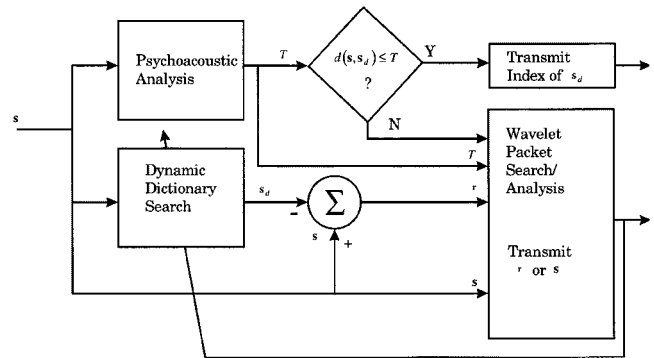 Psychoacoustic
Analysis
T
d(s,s_d) ≤ T
?
Y
Transmit
Index of s_d
s
N
Wavelet
Packet
Search/
Analysis
T
Dynamic
Dictionary
Search
s_d
-
Σ
r
s
+
Transmit
r or s
s